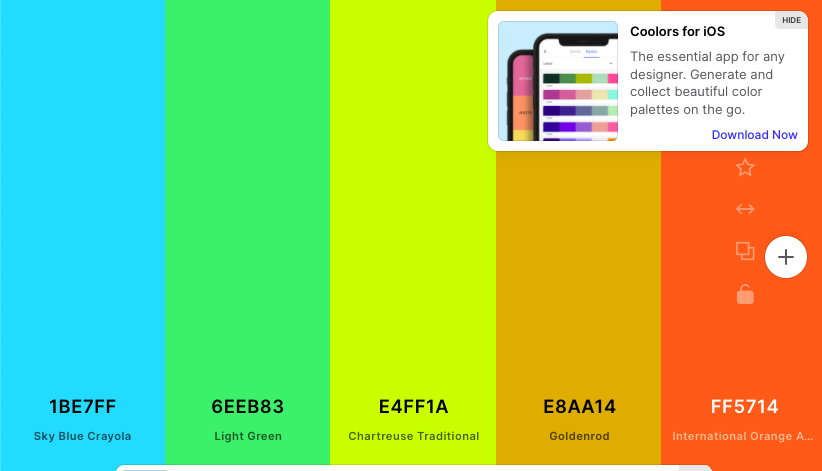 HIDE
Coolors for iOS
The essential app for any
designer. Generate and
collect beautiful color
palettes on the go.
Download Now
1BE7FF
6EEB83
E4FF1A
E8AA14
FF5714
Sky Blue Crayola
Light Green
Chartreuse Traditional
Goldenrod
International Orange A...